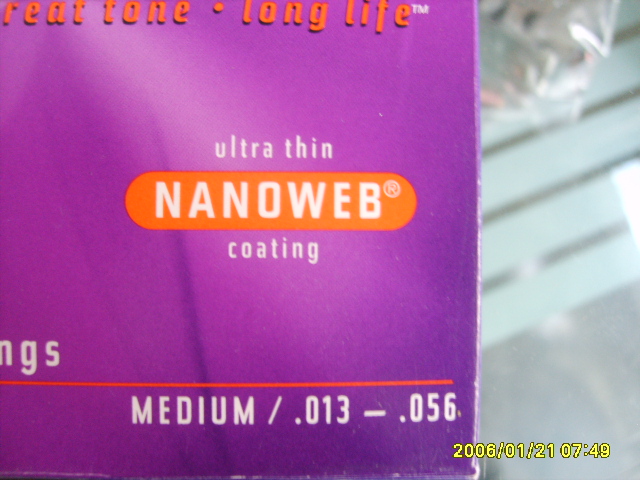 reat tone • long life™
ultra thin
NANOWEB®
coating
ngs
MEDIUM / .013 – .056
2006/01/21 07:49